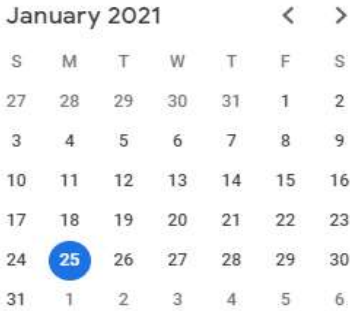 January 2021 < >
S M T W T F S
27 28 29 30 31 1 2
3 4 5 6 7 8 9
10 11 12 13 14 15 16
17 18 19 20 21 22 23
24 25 26 27 28 29 30
31 1 2 3 4 5 6